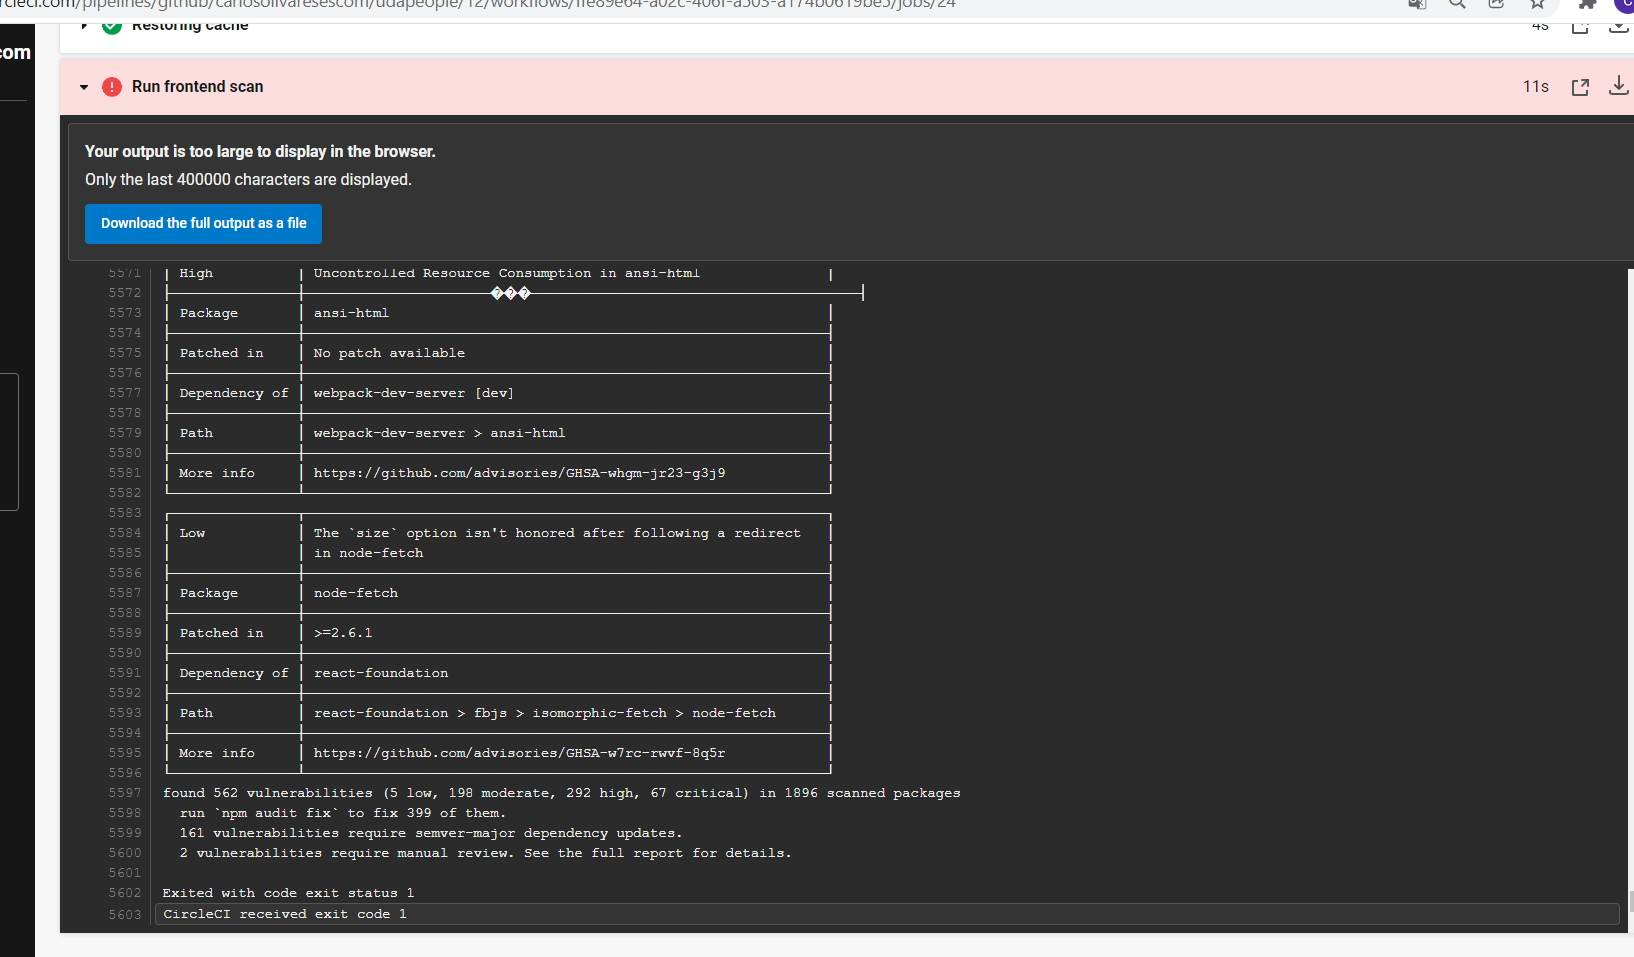 rcleci.com/pipelines/github/carlosolivaresescom/udapeople/12/workflows/ffe89e64-a02c-406f-a503-a174b0619be5/jobs/24
Restoring cache 4s
com
Run frontend scan 11s
Your output is too large to display in the browser.
Only the last 400000 characters are displayed.
Download the full output as a file
5571 │ High │ Uncontrolled Resource Consumption in ansi-html │
5572 ���
5573 │ Package │ ansi-html │
5574
5575 │ Patched in │ No patch available │
5576
5577 │ Dependency of │ webpack-dev-server [dev] │
5578
5579 │ Path │ webpack-dev-server > ansi-html │
5580
5581 │ More info │ https://github.com/advisories/GHSA-whgm-jr23-g3j9 │
5582
5583
5584 │ Low │ The `size` option isn't honored after following a redirect │
5585 │ │ in node-fetch │
5586
5587 │ Package │ node-fetch │
5588
5589 │ Patched in │ >=2.6.1 │
5590
5591 │ Dependency of │ react-foundation │
5592
5593 │ Path │ react-foundation > fbjs > isomorphic-fetch > node-fetch │
5594
5595 │ More info │ https://github.com/advisories/GHSA-w7rc-rwvf-8q5r │
5596
5597 found 562 vulnerabilities (5 low, 198 moderate, 292 high, 67 critical) in 1896 scanned packages
5598 run `npm audit fix` to fix 399 of them.
5599 161 vulnerabilities require semver-major dependency updates.
5600 2 vulnerabilities require manual review. See the full report for details.
5601
5602 Exited with code exit status 1
5603 CircleCI received exit code 1